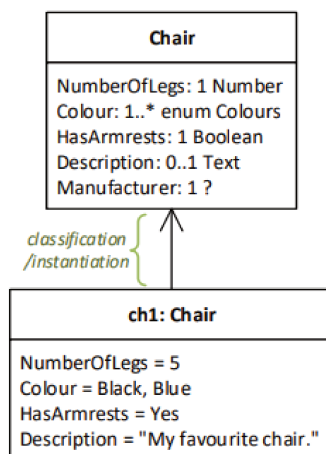 Chair
NumberOfLegs: 1 Number
Colour: 1..* enum Colours
HasArmrests: 1 Boolean
Description: 0..1 Text
Manufacturer: 1 ?
classification
/instantiation
ch1: Chair
NumberOfLegs = 5
Colour = Black, Blue
HasArmrests = Yes
Description = "My favourite chair."